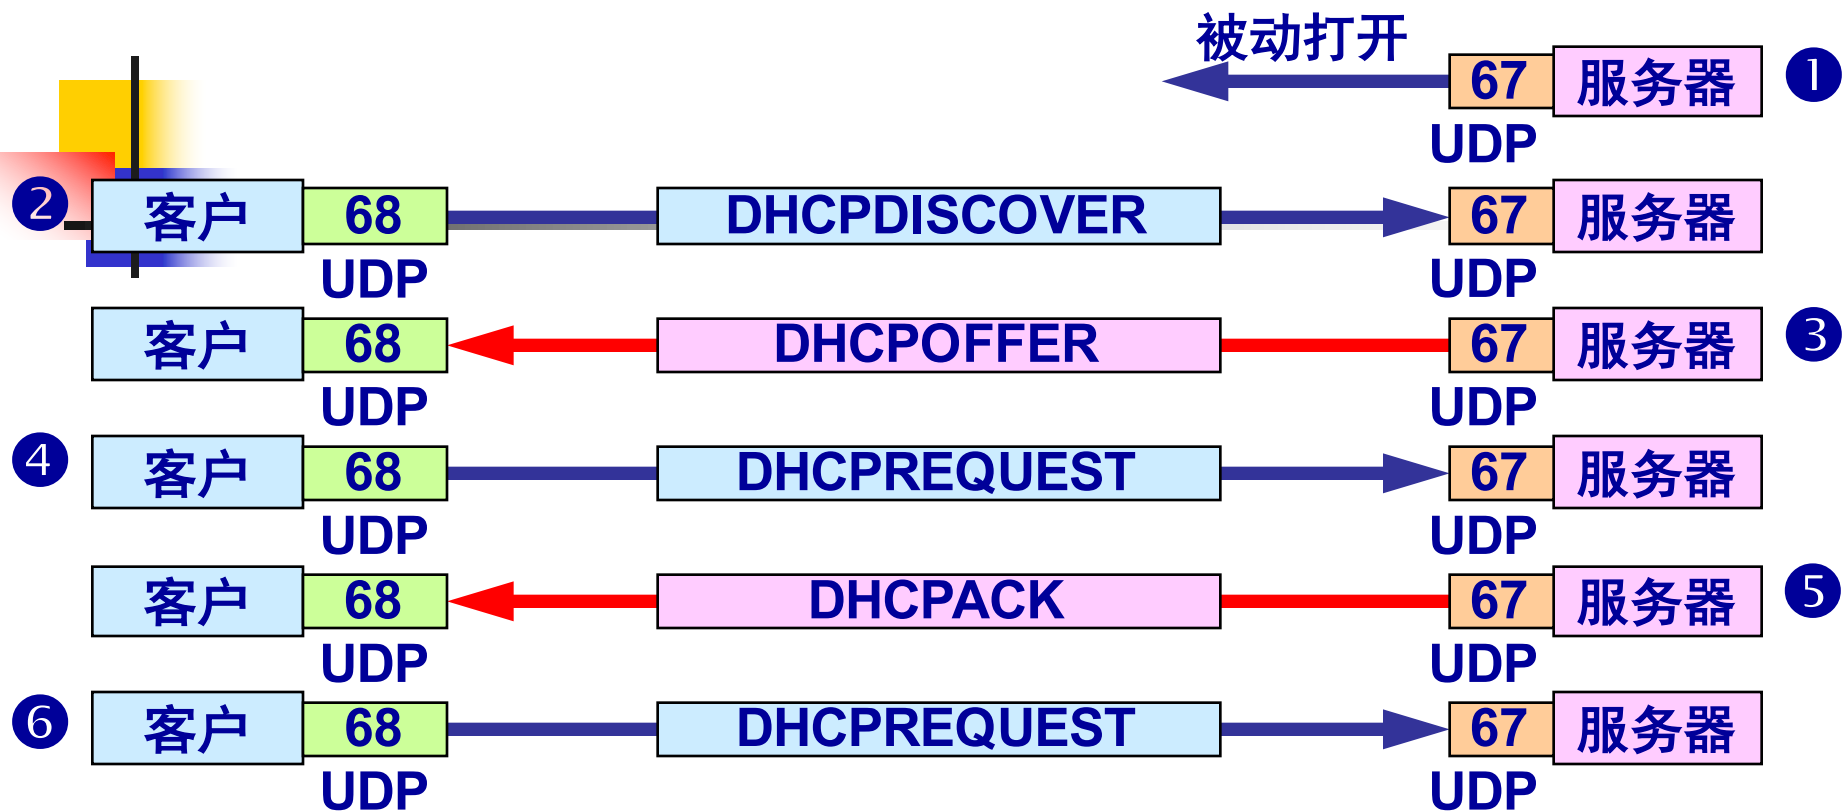 被动打开
67 服务器 ❶
UDP
❷ 客户 68 DHCPDISCOVER 67 服务器
UDP UDP
客户 68 DHCPOFFER 67 服务器 ❸
UDP UDP
❹ 客户 68 DHCPREQUEST 67 服务器
UDP UDP
客户 68 DHCPACK 67 服务器 ❺
UDP UDP
❻ 客户 68 DHCPREQUEST 67 服务器
UDP UDP